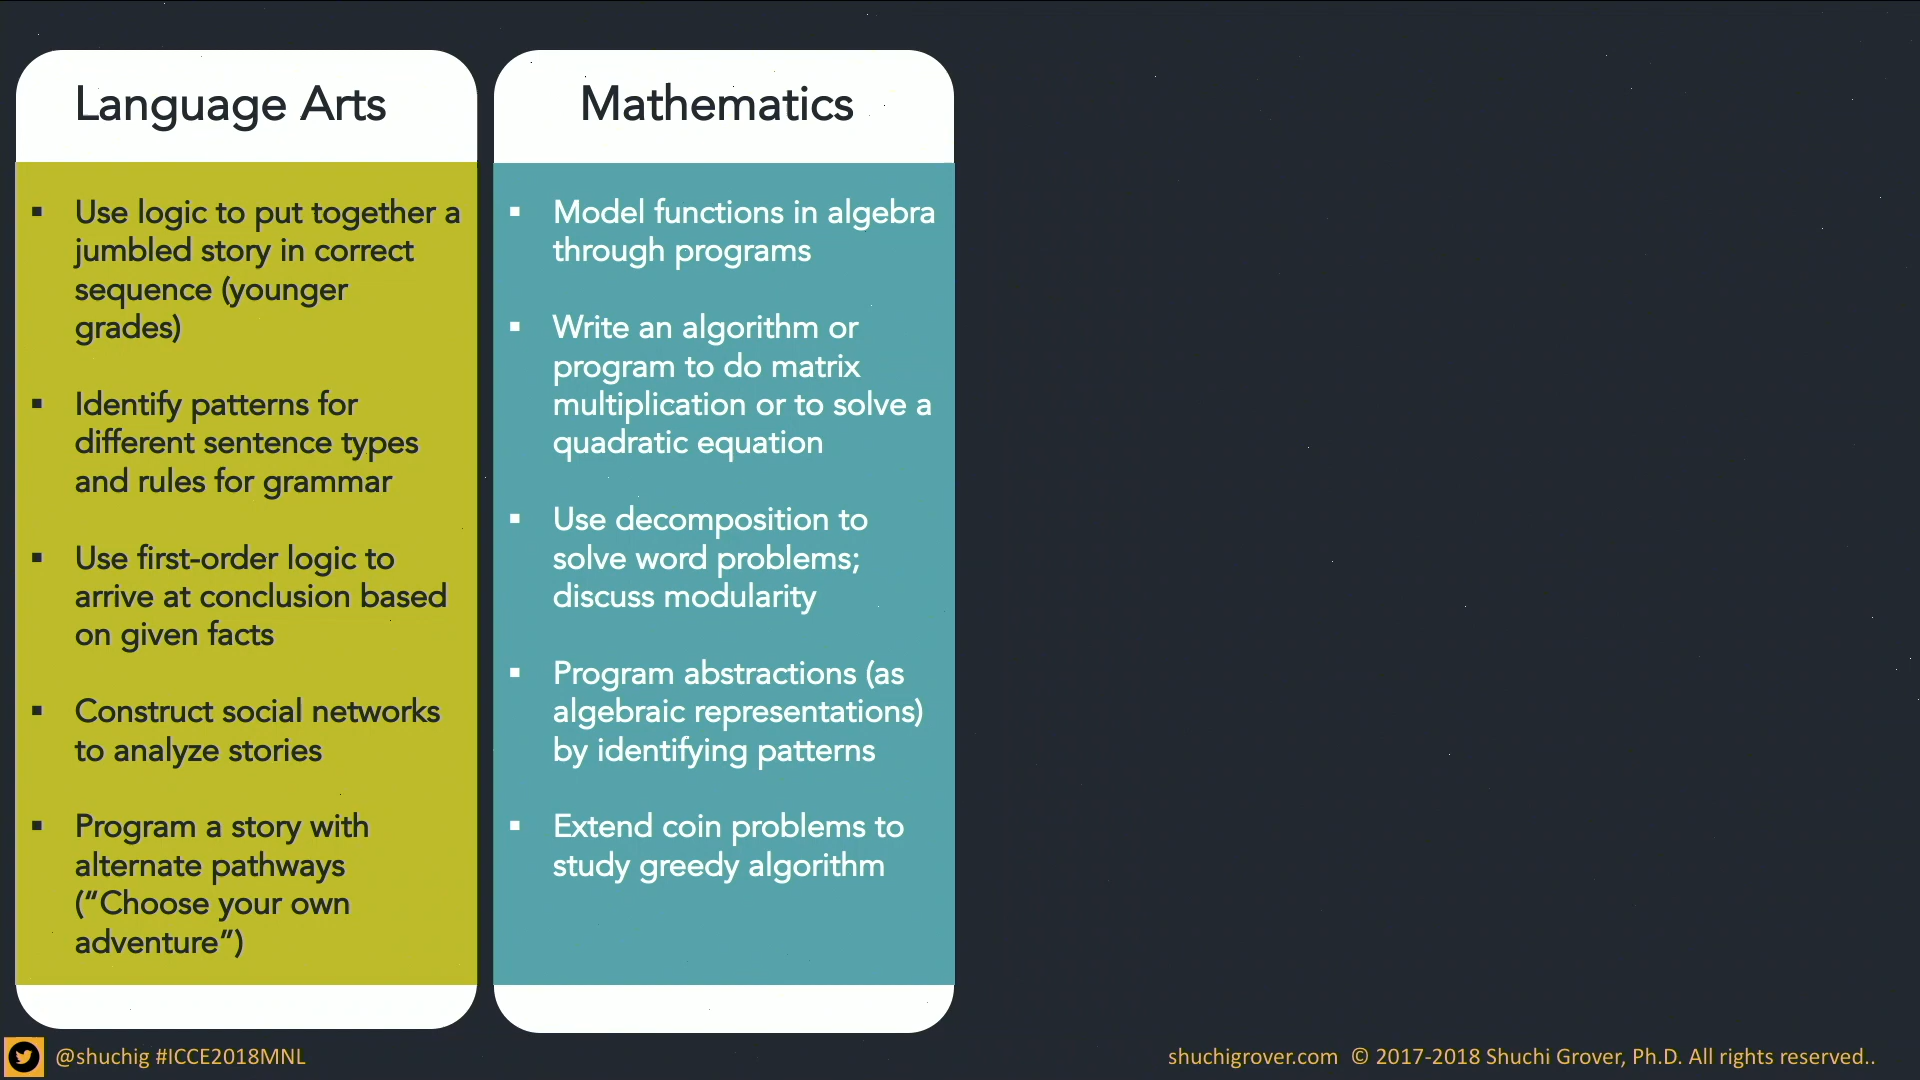 Language Arts
▪ Use logic to put together a
jumbled story in correct
sequence (younger
grades)
▪ Identify patterns for
different sentence types
and rules for grammar
▪ Use first-order logic to
arrive at conclusion based
on given facts
▪ Construct social networks
to analyze stories
▪ Program a story with
alternate pathways
(“Choose your own
adventure”)
Mathematics
▪ Model functions in algebra
through programs
▪ Write an algorithm or
program to do matrix
multiplication or to solve a
quadratic equation
▪ Use decomposition to
solve word problems;
discuss modularity
▪ Program abstractions (as
algebraic representations)
by identifying patterns
▪ Extend coin problems to
study greedy algorithm
@shuchig #ICCE2018MNL
shuchigrover.com © 2017-2018 Shuchi Grover, Ph.D. All rights reserved..